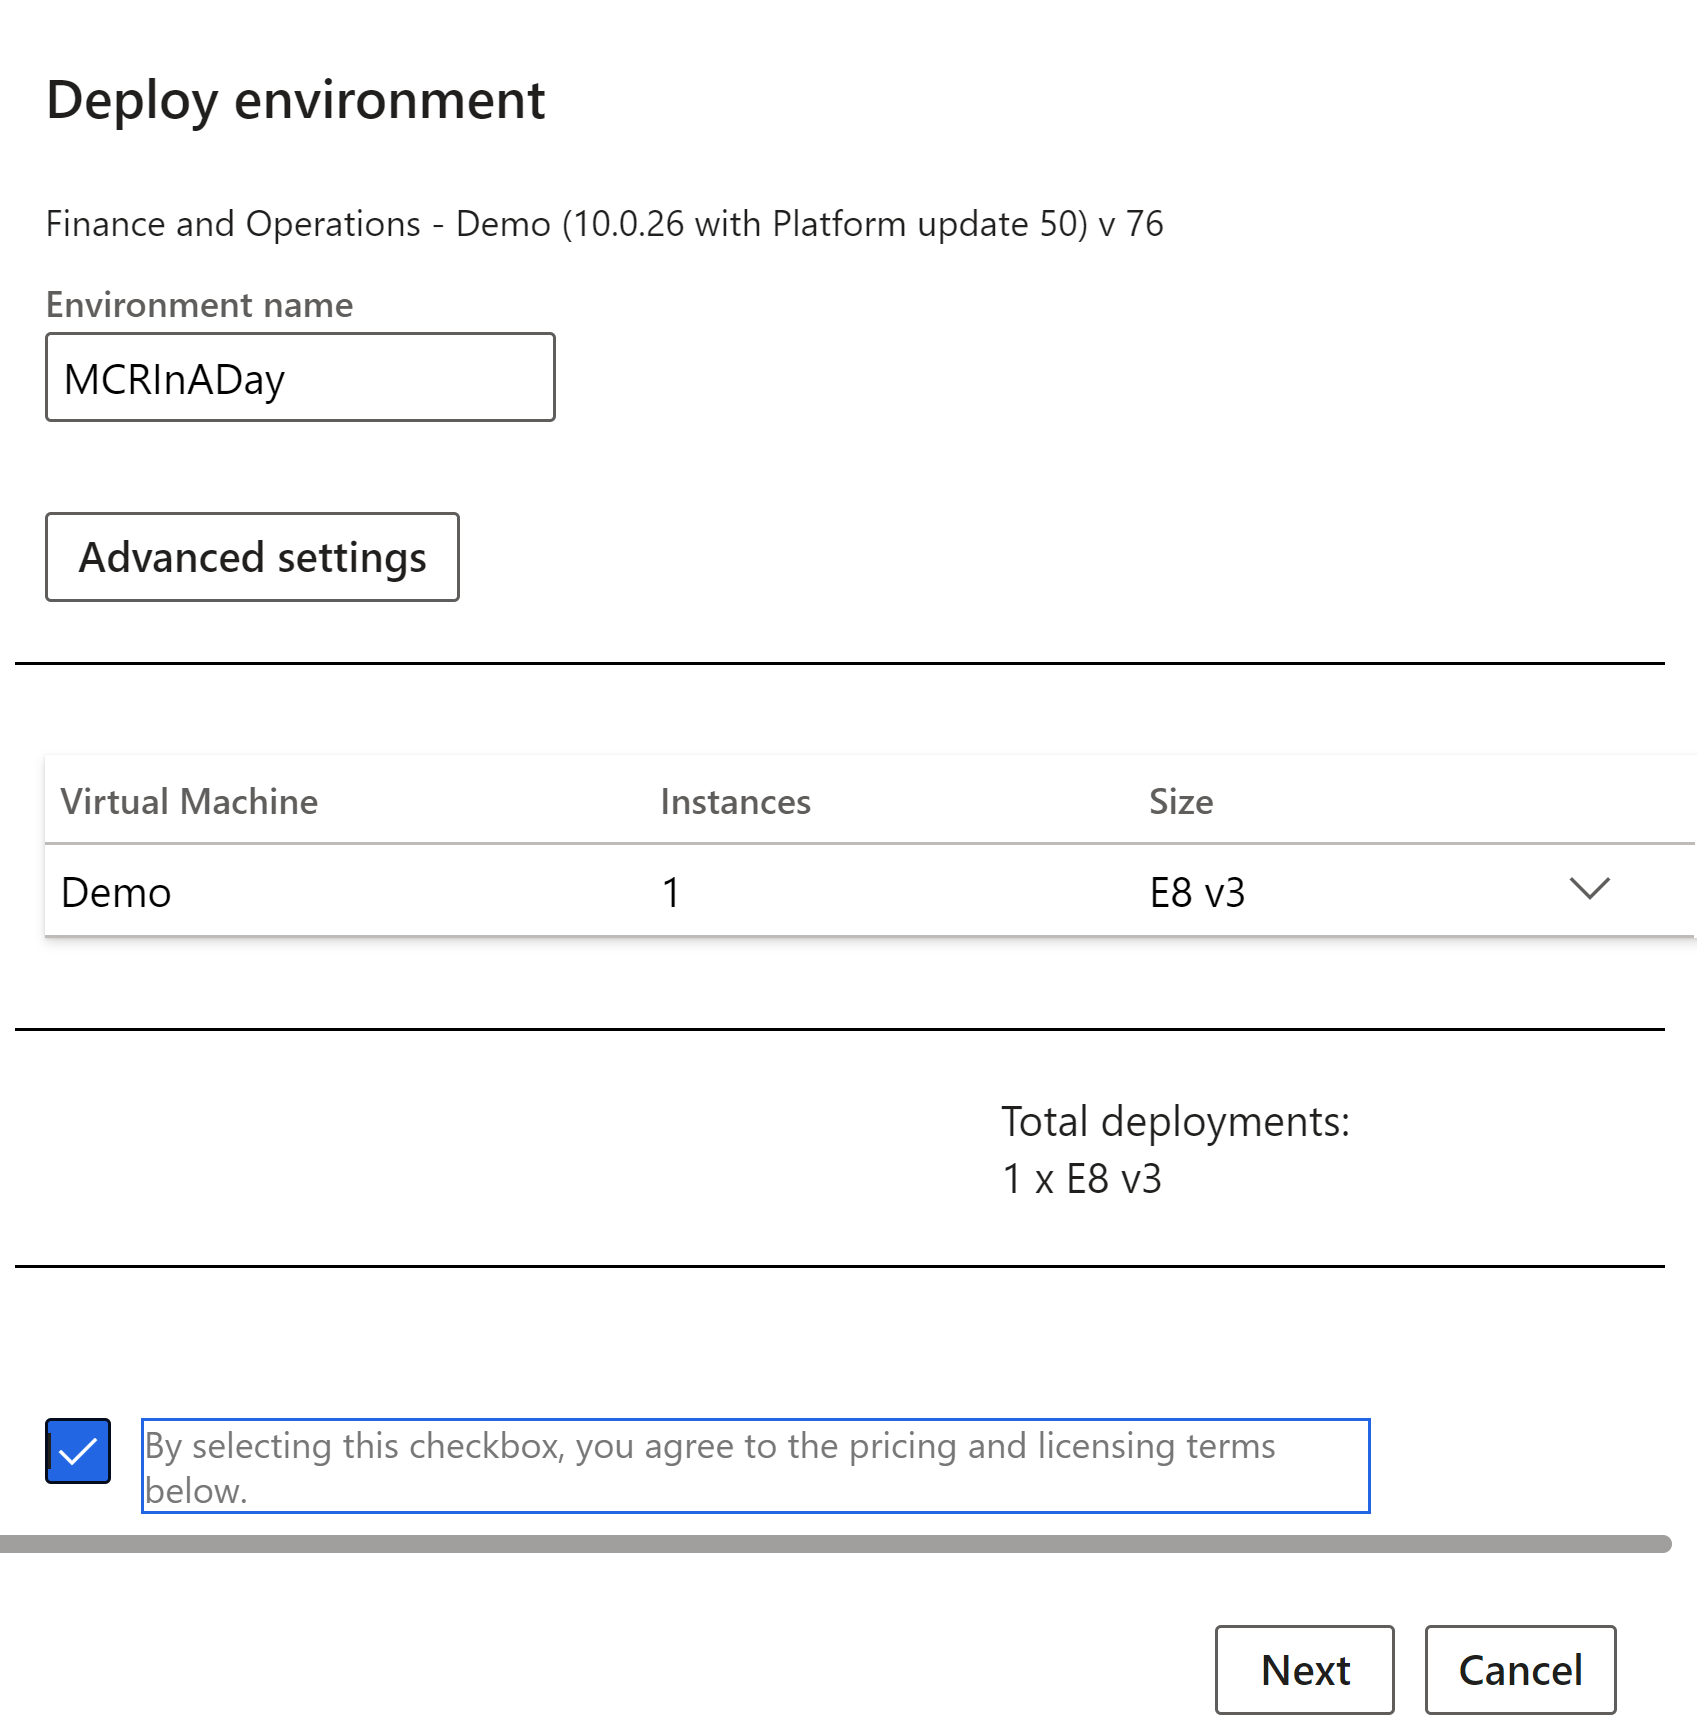 Deploy environment
Finance and Operations - Demo (10.0.26 with Platform update 50) v 76
Environment name
MCRInADay
Advanced settings
Virtual Machine Instances Size
Demo 1 E8 v3
Total deployments:
1 x E8 v3
By selecting this checkbox, you agree to the pricing and licensing terms
below.
Next Cancel